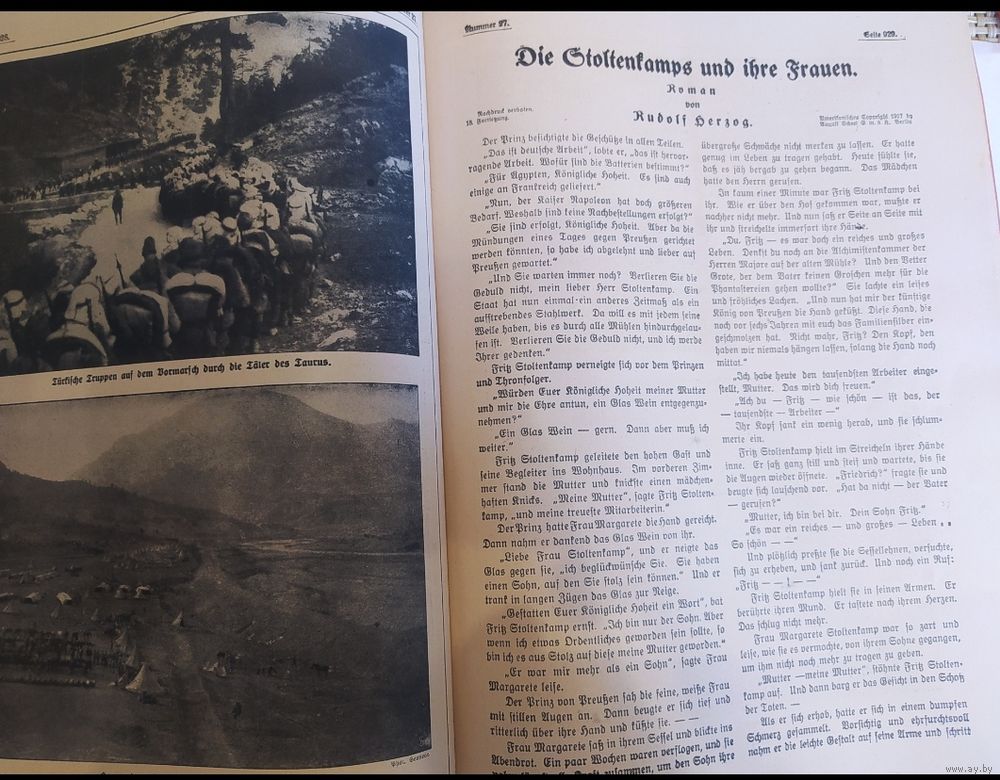 28.
Türkische Truppen auf dem Vormarsch durch die Täler des Taurus.
Nummer 27.
Seite 929.
Die Stoltenkamps und ihre Frauen.
Roman
von
Rudolf Herzog.
Nachdruck verboten.
18. Fortsetzung.
Amerikanisches Copyright 1917 by
August Scherl G. m. b. H. Berlin
Der Prinz besichtigte die Geschütze in allen Teilen.
„Das ist deutsche Arbeit“, lobte er, „das ist hervor-
ragende Arbeit. Wofür sind die Batterien bestimmt?“
„Für Ägypten, Königliche Hoheit. Es sind auch
einige an Frankreich geliefert.“
„Nun, der Kaiser Napoleon hat doch größeren
Bedarf. Weshalb sind keine Nachbestellungen erfolgt?“
„Sie sind erfolgt, Königliche Hoheit. Aber da die
Mündungen eines Tages gegen Preußen gerichtet
werden könnten, so habe ich abgelehnt und lieber auf
Preußen gewartet.“
„Und Sie warten immer noch? Verlieren Sie die
Geduld nicht, mein lieber Herr Stoltenkamp. Ein
Staat hat nun einmal ein anderes Zeitmaß als ein
aufstrebendes Stahlwerk. Da will es mit jedem seine
Weile haben, bis es durch alle Mühlen hindurchgelau-
fen ist. Verlieren Sie die Geduld nicht, und ich werde
Ihrer gedenken.“
Fritz Stoltenkamp verneigte sich vor dem Prinzen
und Thronfolger.
„Würden Euer Königliche Hoheit meiner Mutter
und mir die Ehre antun, ein Glas Wein entgegenzu-
nehmen?“
„Ein Glas Wein — gern. Dann aber muß ich
weiter.“
Fritz Stoltenkamp geleitete den hohen Gast und
seine Begleiter ins Wohnhaus. Im vorderen Zim-
mer stand die Mutter und knickste einen mädchen-
haften Knicks. „Meine Mutter“, sagte Fritz Stolten-
kamp, „und meine treueste Mitarbeiterin.“
Der Prinz hatte Frau Margarete die Hand gereicht.
Dann nahm er dankend das Glas Wein von ihr.
„Liebe Frau Stoltenkamp“, und er neigte das
Glas gegen sie, „ich beglückwünsche Sie. Sie haben
einen Sohn, auf den Sie stolz sein können.“ Und er
trank in langen Zügen das Glas zur Neige.
„Gestatten Euer Königliche Hoheit ein Wort“, bat
Fritz Stoltenkamp ernst. „Ich bin nur der Sohn. Aber
wenn ich etwas Ordentliches geworden sein sollte, so
bin ich es aus Stolz auf diese meine Mutter geworden.“
„Er war mir mehr als ein Sohn“, sagte Frau
Margarete leise.
Der Prinz von Preußen sah die feine, weiße Frau
mit stillen Augen an. Dann beugte er sich tief und
ritterlich über ihre Hand und küßte sie. — —
Frau Margarete saß in ihrem Sessel und blickte ins
Abendrot. Ein paar Wochen waren verflogen, und sie
zusammen, um den Sohn ihre
übergroße Schwäche nicht merken zu lassen. Er hatte
genug im Leben zu tragen gehabt. Heute fühlte sie,
daß es jäh bergab zu gehen begann. Das Mädchen
hatte den Herrn gerufen.
In kaum einer Minute war Fritz Stoltenkamp bei
ihr. Wie er über den Hof gekommen war, wußte er
nachher nicht mehr. Und nun saß er Seite an Seite mit
ihr und streichelte immerfort ihre Hände.
„Du, Fritz — es war doch ein reiches und großes
Leben. Denkst du noch an die Alchimistenkammer der
Herren Majore auf der alten Mühle? Und den Vetter
Grote, der dem Vater keinen Groschen mehr für die
Phantastereien gehen wollte?“ Sie lachte ein leises
und fröhliches Lachen. „Und nun hat mir der künftige
König von Preußen die Hand geküßt. Diese Hand, die
noch vor sechs Jahren mit euch das Familiensilber ein-
geschmolzen hat. Nicht wahr, Fritz? Den Kopf, den
haben wir niemals hängen lassen, solang die Hand noch
mittat.“
„Ich habe heute den tausendsten Arbeiter einge-
stellt, Mutter. Das wird dich freuen.“
„Ach du — Fritz — wie schön — ist das, der
— tausendste — Arbeiter —“
Ihr Kopf sank ein wenig herab, und sie schlum-
merte ein.
Fritz Stoltenkamp hielt im Streicheln ihrer Hände
inne. Er saß ganz still und steif und wartete, bis sie
die Augen wieder öffnete. „Friedrich?“ fragte sie und
beugte sich lauschend vor. „Hat da nicht — der Vater
— gerufen?“
„Mutter, ich bin bei dir. Dein Sohn Fritz.“
„Es war ein reiches — und großes — Leben . .
So schön — —“
Und plötzlich preßte sie die Sessellehnen, versuchte,
sich zu erheben, und sank zurück. Und noch ein Ruf:
„Fritz — — ! — —“
Fritz Stoltenkamp hielt sie in seinen Armen. Er
berührte ihren Mund. Er tastete nach ihrem Herzen.
Das schlug nicht mehr.
Frau Margarete Stoltenkamp war so zart und
leise, wie sie es vermochte, von ihrem Sohne gegangen,
um ihm nicht noch mehr zu tragen zu geben.
„Mutter — meine Mutter“, stöhnte Fritz Stolten-
kamp auf. Und dann barg er das Gesicht in den Schoß
der Toten. —
Als er sich erhob, hatte er sich in einem dumpfen
Schmerz gesammelt. Vorsichtig und ehrfurchtsvoll
nahm er die leichte Gestalt auf seine Arme und schritt
www.ay.by